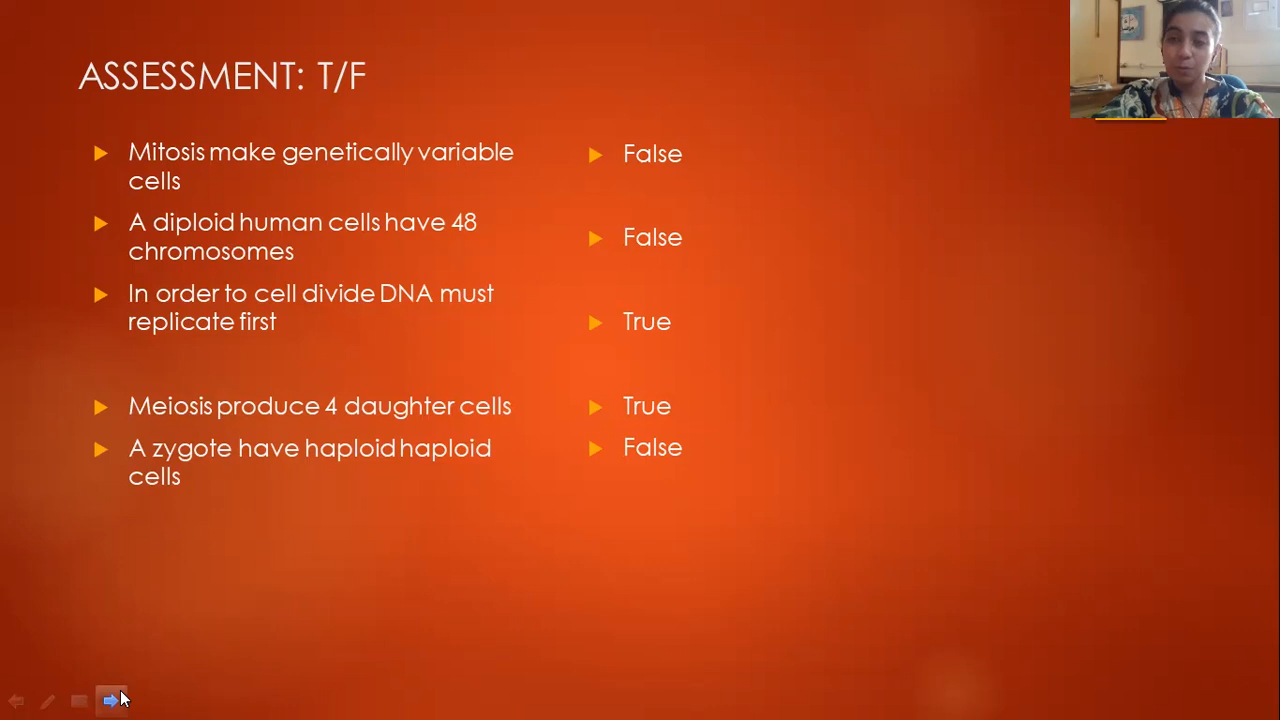 ASSESSMENT: T/F
Mitosis make genetically variable
cells
A diploid human cells have 48
chromosomes
In order to cell divide DNA must
replicate first
Meiosis produce 4 daughter cells
A zygote have haploid haploid
cells
False
False
True
True
False